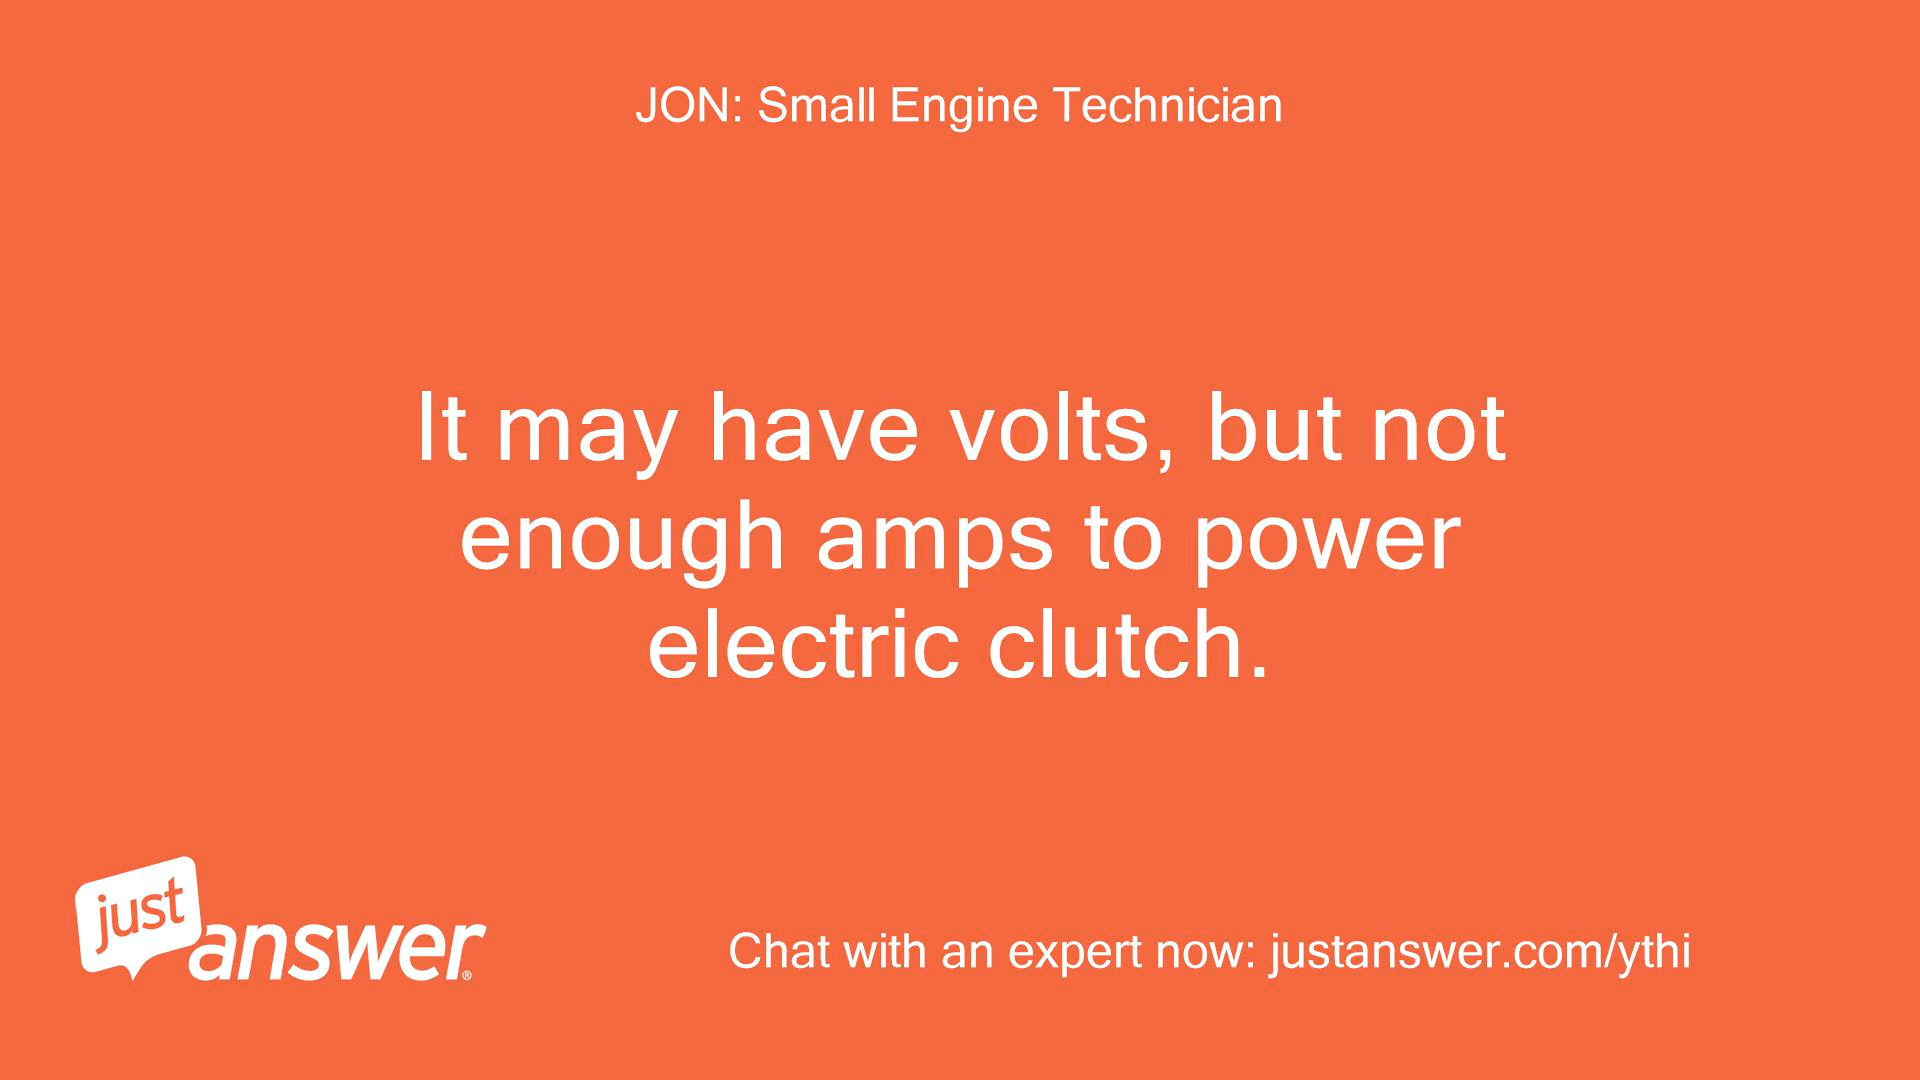 JON: Small Engine Technician
It may have volts, but not
enough amps to power
electric clutch.
just
answer®
Chat with an expert now: justanswer.com/ythi